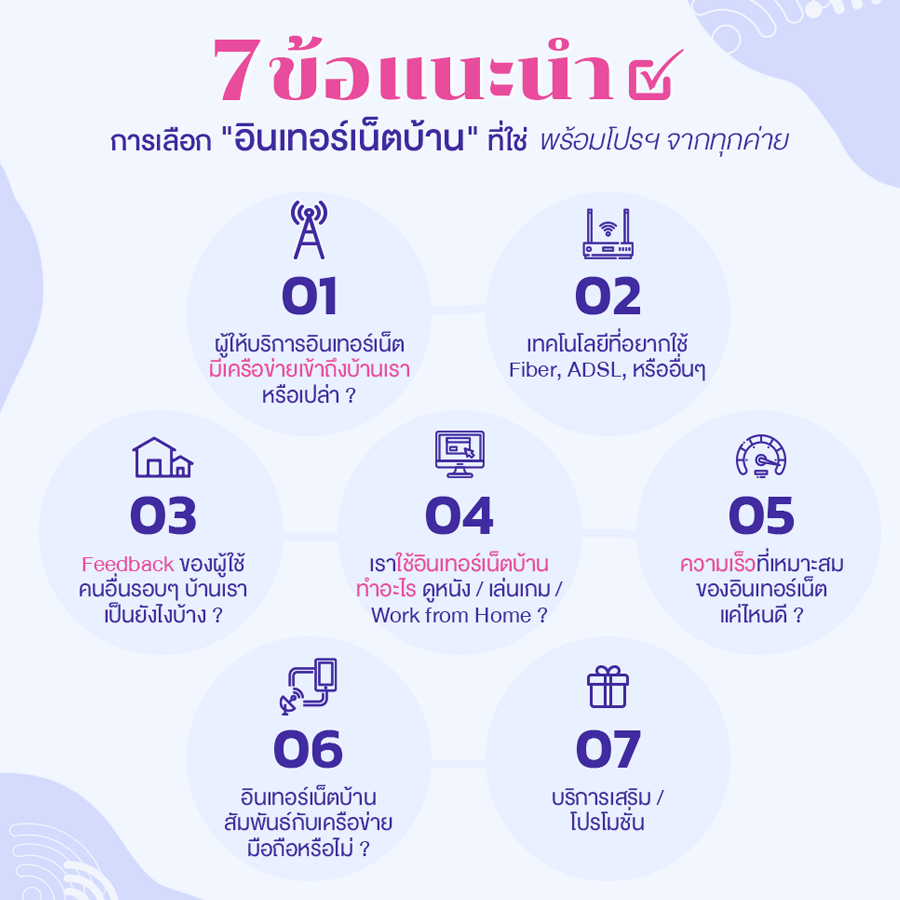 7ข้อแนะนำ
การเลือก "อินเทอร์เน็ตบ้าน" ที่ใช่ พร้อมโปรฯ จากทุกค่าย
01
ผู้ให้บริการอินเทอร์เน็ต
มีเครือข่ายเข้าถึงบ้านเรา
หรือเปล่า ?
02
เทคโนโลยีที่อยากใช้
Fiber, ADSL, หรืออื่นๆ
03
Feedback ของผู้ใช้
คนอื่นรอบๆ บ้านเรา
เป็นยังไงบ้าง ?
04
เราใช้อินเทอร์เน็ตบ้าน
ทำอะไร ดูหนัง / เล่นเกม /
Work from Home ?
05
ความเร็วที่เหมาะสม
ของอินเทอร์เน็ต
แค่ไหนดี ?
06
อินเทอร์เน็ตบ้าน
สัมพันธ์กับเครือข่าย
มือถือหรือไม่ ?
07
บริการเสริม /
โปรโมชั่น